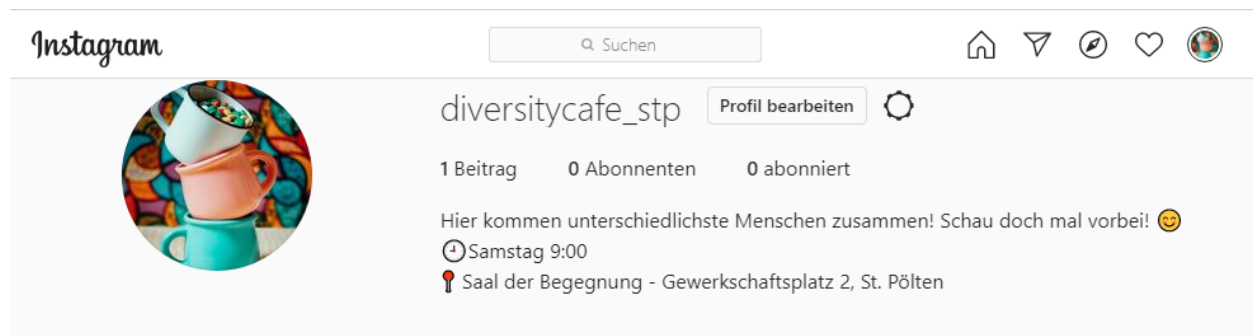 Instagram
Suchen
diversitycafe_stp Profil bearbeiten
1 Beitrag 0 Abonnenten 0 abonniert
Hier kommen unterschiedlichste Menschen zusammen! Schau doch mal vorbei! 😊
🕘Samstag 9:00
📍 Saal der Begegnung - Gewerkschaftsplatz 2, St. Pölten